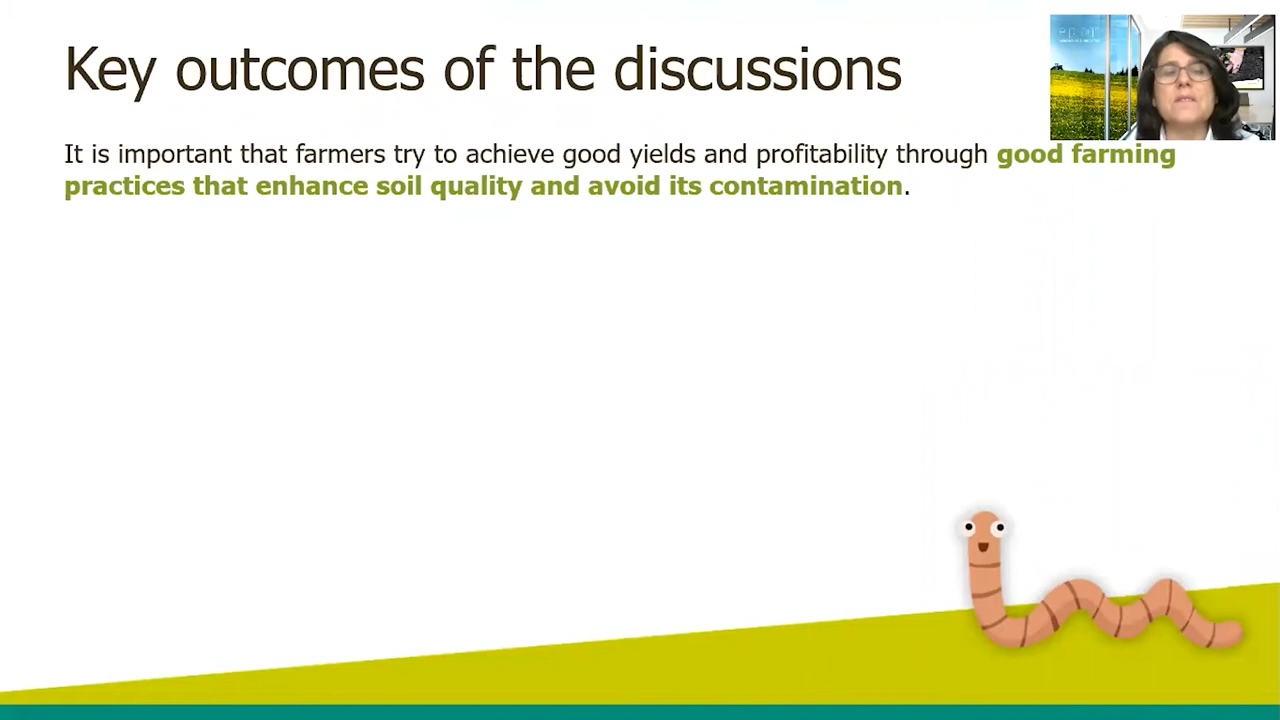 Key outcomes of the discussions
It is important that farmers try to achieve good yields and profitability through good farming
practices that enhance soil quality and avoid its contamination.